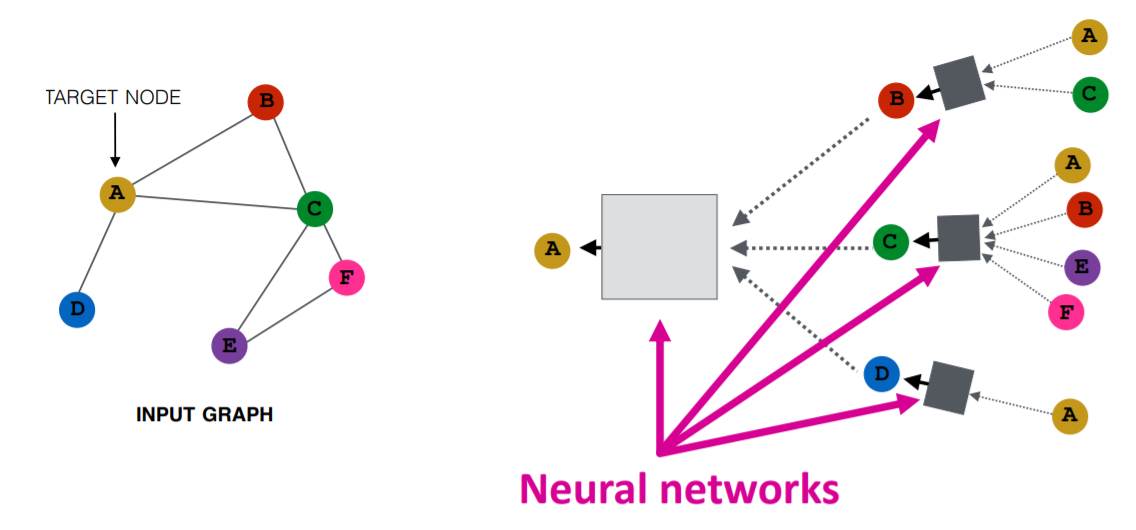 TARGET NODE
A
B
C
D
E
F
INPUT GRAPH
A
B
C
D
A
C
A
B
E
F
A
Neural networks